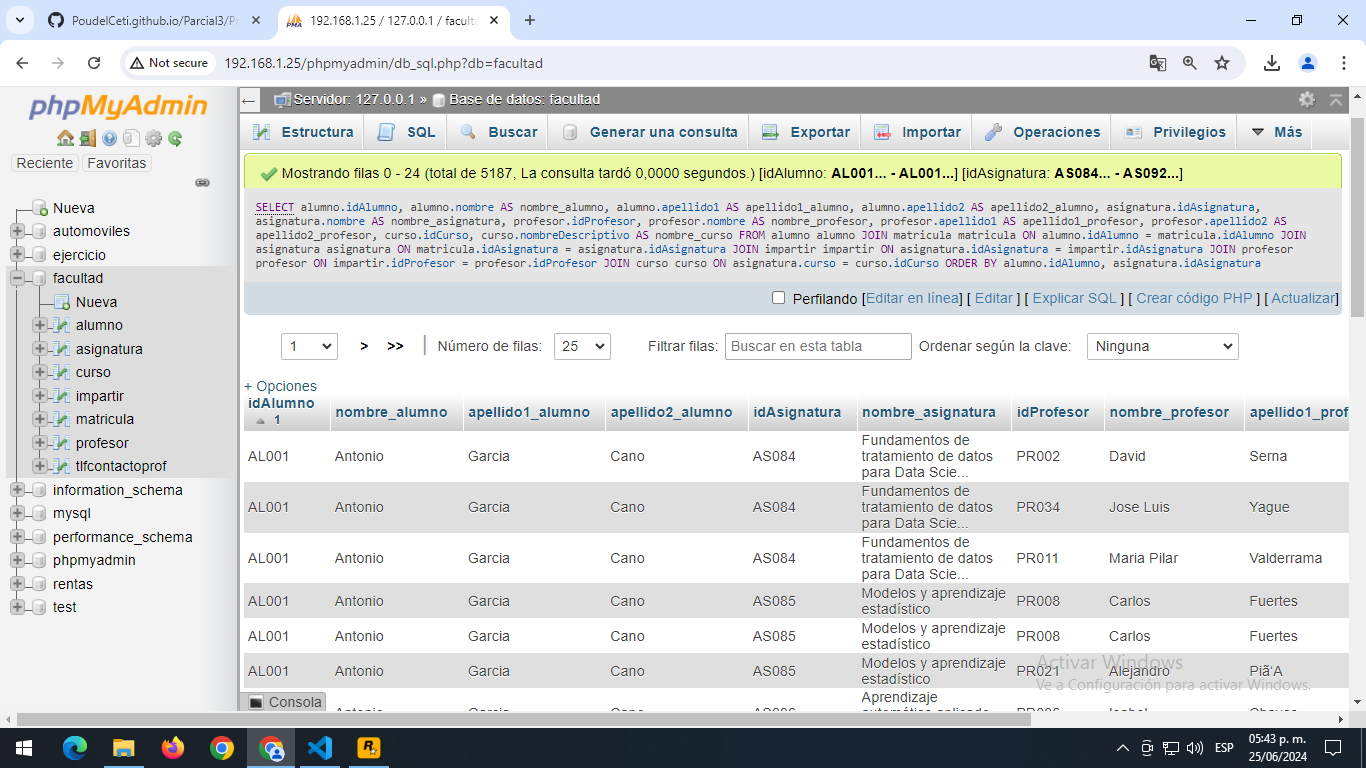 PoudelCeti.github.io/Parcial3/Pr
192.168.1.25 / 127.0.0.1 / faculta
Not secure
192.168.1.25/phpmyadmin/db_sql.php?db=facultad
phpMyAdmin
Reciente Favoritas
Nueva
automoviles
ejercicio
facultad
Nueva
alumno
asignatura
curso
impartir
matricula
profesor
tlfcontactoprof
information_schema
mysql
performance_schema
phpmyadmin
rentas
test
Servidor: 127.0.0.1 » Base de datos: facultad
Estructura SQL Buscar Generar una consulta Exportar Importar Operaciones Privilegios Más
Mostrando filas 0 - 24 (total de 5187, La consulta tardó 0,0000 segundos.) [idAlumno: AL001... - AL001...] [idAsignatura: AS084... - AS092...]
SELECT alumno.idAlumno, alumno.nombre AS nombre_alumno, alumno.apellido1 AS apellido1_alumno, alumno.apellido2 AS apellido2_alumno, asignatura.idAsignatura,
asignatura.nombre AS nombre_asignatura, profesor.idProfesor, profesor.nombre AS nombre_profesor, profesor.apellido1 AS apellido1_profesor, profesor.apellido2 AS
apellido2_profesor, curso.idCurso, curso.nombreDescriptivo AS nombre_curso FROM alumno alumno JOIN matricula matricula ON alumno.idAlumno = matricula.idAlumno JOIN
asignatura asignatura ON matricula.idAsignatura = asignatura.idAsignatura JOIN impartir impartir ON asignatura.idAsignatura = impartir.idAsignatura JOIN profesor
profesor ON impartir.idProfesor = profesor.idProfesor JOIN curso curso ON asignatura.curso = curso.idCurso ORDER BY alumno.idAlumno, asignatura.idAsignatura
Perfilando [Editar en línea] [ Editar ] [ Explicar SQL ] [ Crear código PHP ] [ Actualizar]
1 > >> Número de filas: 25 Filtrar filas: Buscar en esta tabla Ordenar según la clave: Ninguna
+ Opciones
idAlumno 1 nombre_alumno apellido1_alumno apellido2_alumno idAsignatura nombre_asignatura idProfesor nombre_profesor apellido1_prof
AL001 Antonio Garcia Cano AS084 Fundamentos de tratamiento de datos para Data Scie... PR002 David Serna
AL001 Antonio Garcia Cano AS084 Fundamentos de tratamiento de datos para Data Scie... PR034 Jose Luis Yague
AL001 Antonio Garcia Cano AS084 Fundamentos de tratamiento de datos para Data Scie... PR011 Maria Pilar Valderrama
AL001 Antonio Garcia Cano AS085 Modelos y aprendizaje estadístico PR008 Carlos Fuertes
AL001 Antonio Garcia Cano AS085 Modelos y aprendizaje estadístico PR008 Carlos Fuertes
AL001 Antonio Garcia Cano AS085 Modelos y aprendizaje estadístico PR021 Alejandro Piã‘A
Aprendizaje
Activar Windows
Ve a Configuración para activar Windows.
Consola
ESP
05:43 p. m.
25/06/2024